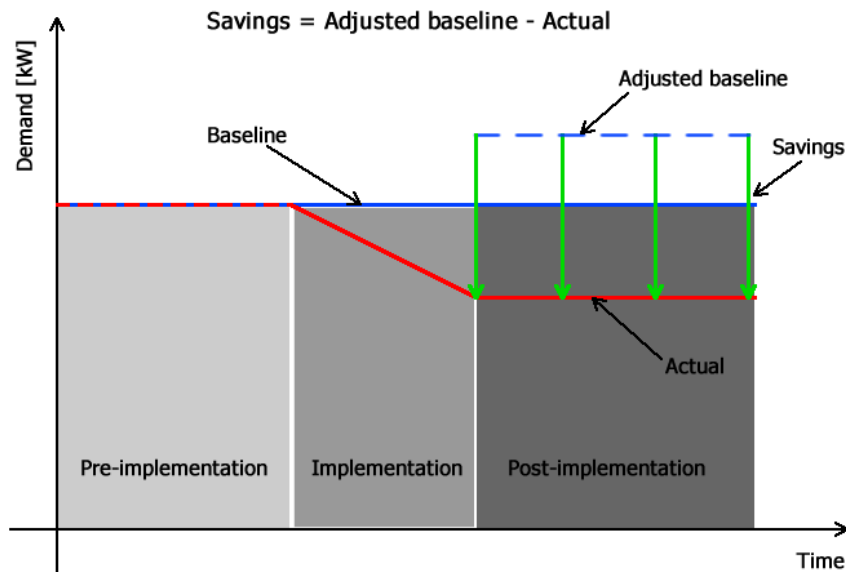 Savings = Adjusted baseline - Actual
Demand [kW]
Adjusted baseline
Baseline
Savings
Actual
Pre-implementation
Implementation
Post-implementation
Time